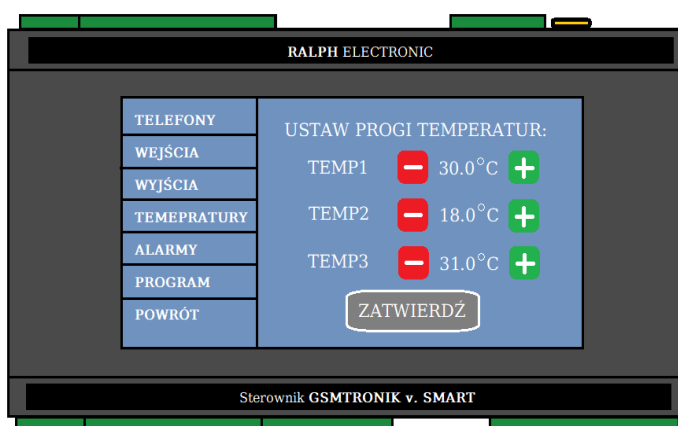 RALPH ELECTRONIC
TELEFONY
WEJŚCIA
WYJŚCIA
TEMEPRATURY
ALARMY
PROGRAM
POWRÓT
USTAW PROGI TEMPERATUR:
TEMP1 − 30.0°C +
TEMP2 − 18.0°C +
TEMP3 − 31.0°C +
ZATWIERDŹ
Sterownik GSMTRONIK v. SMART